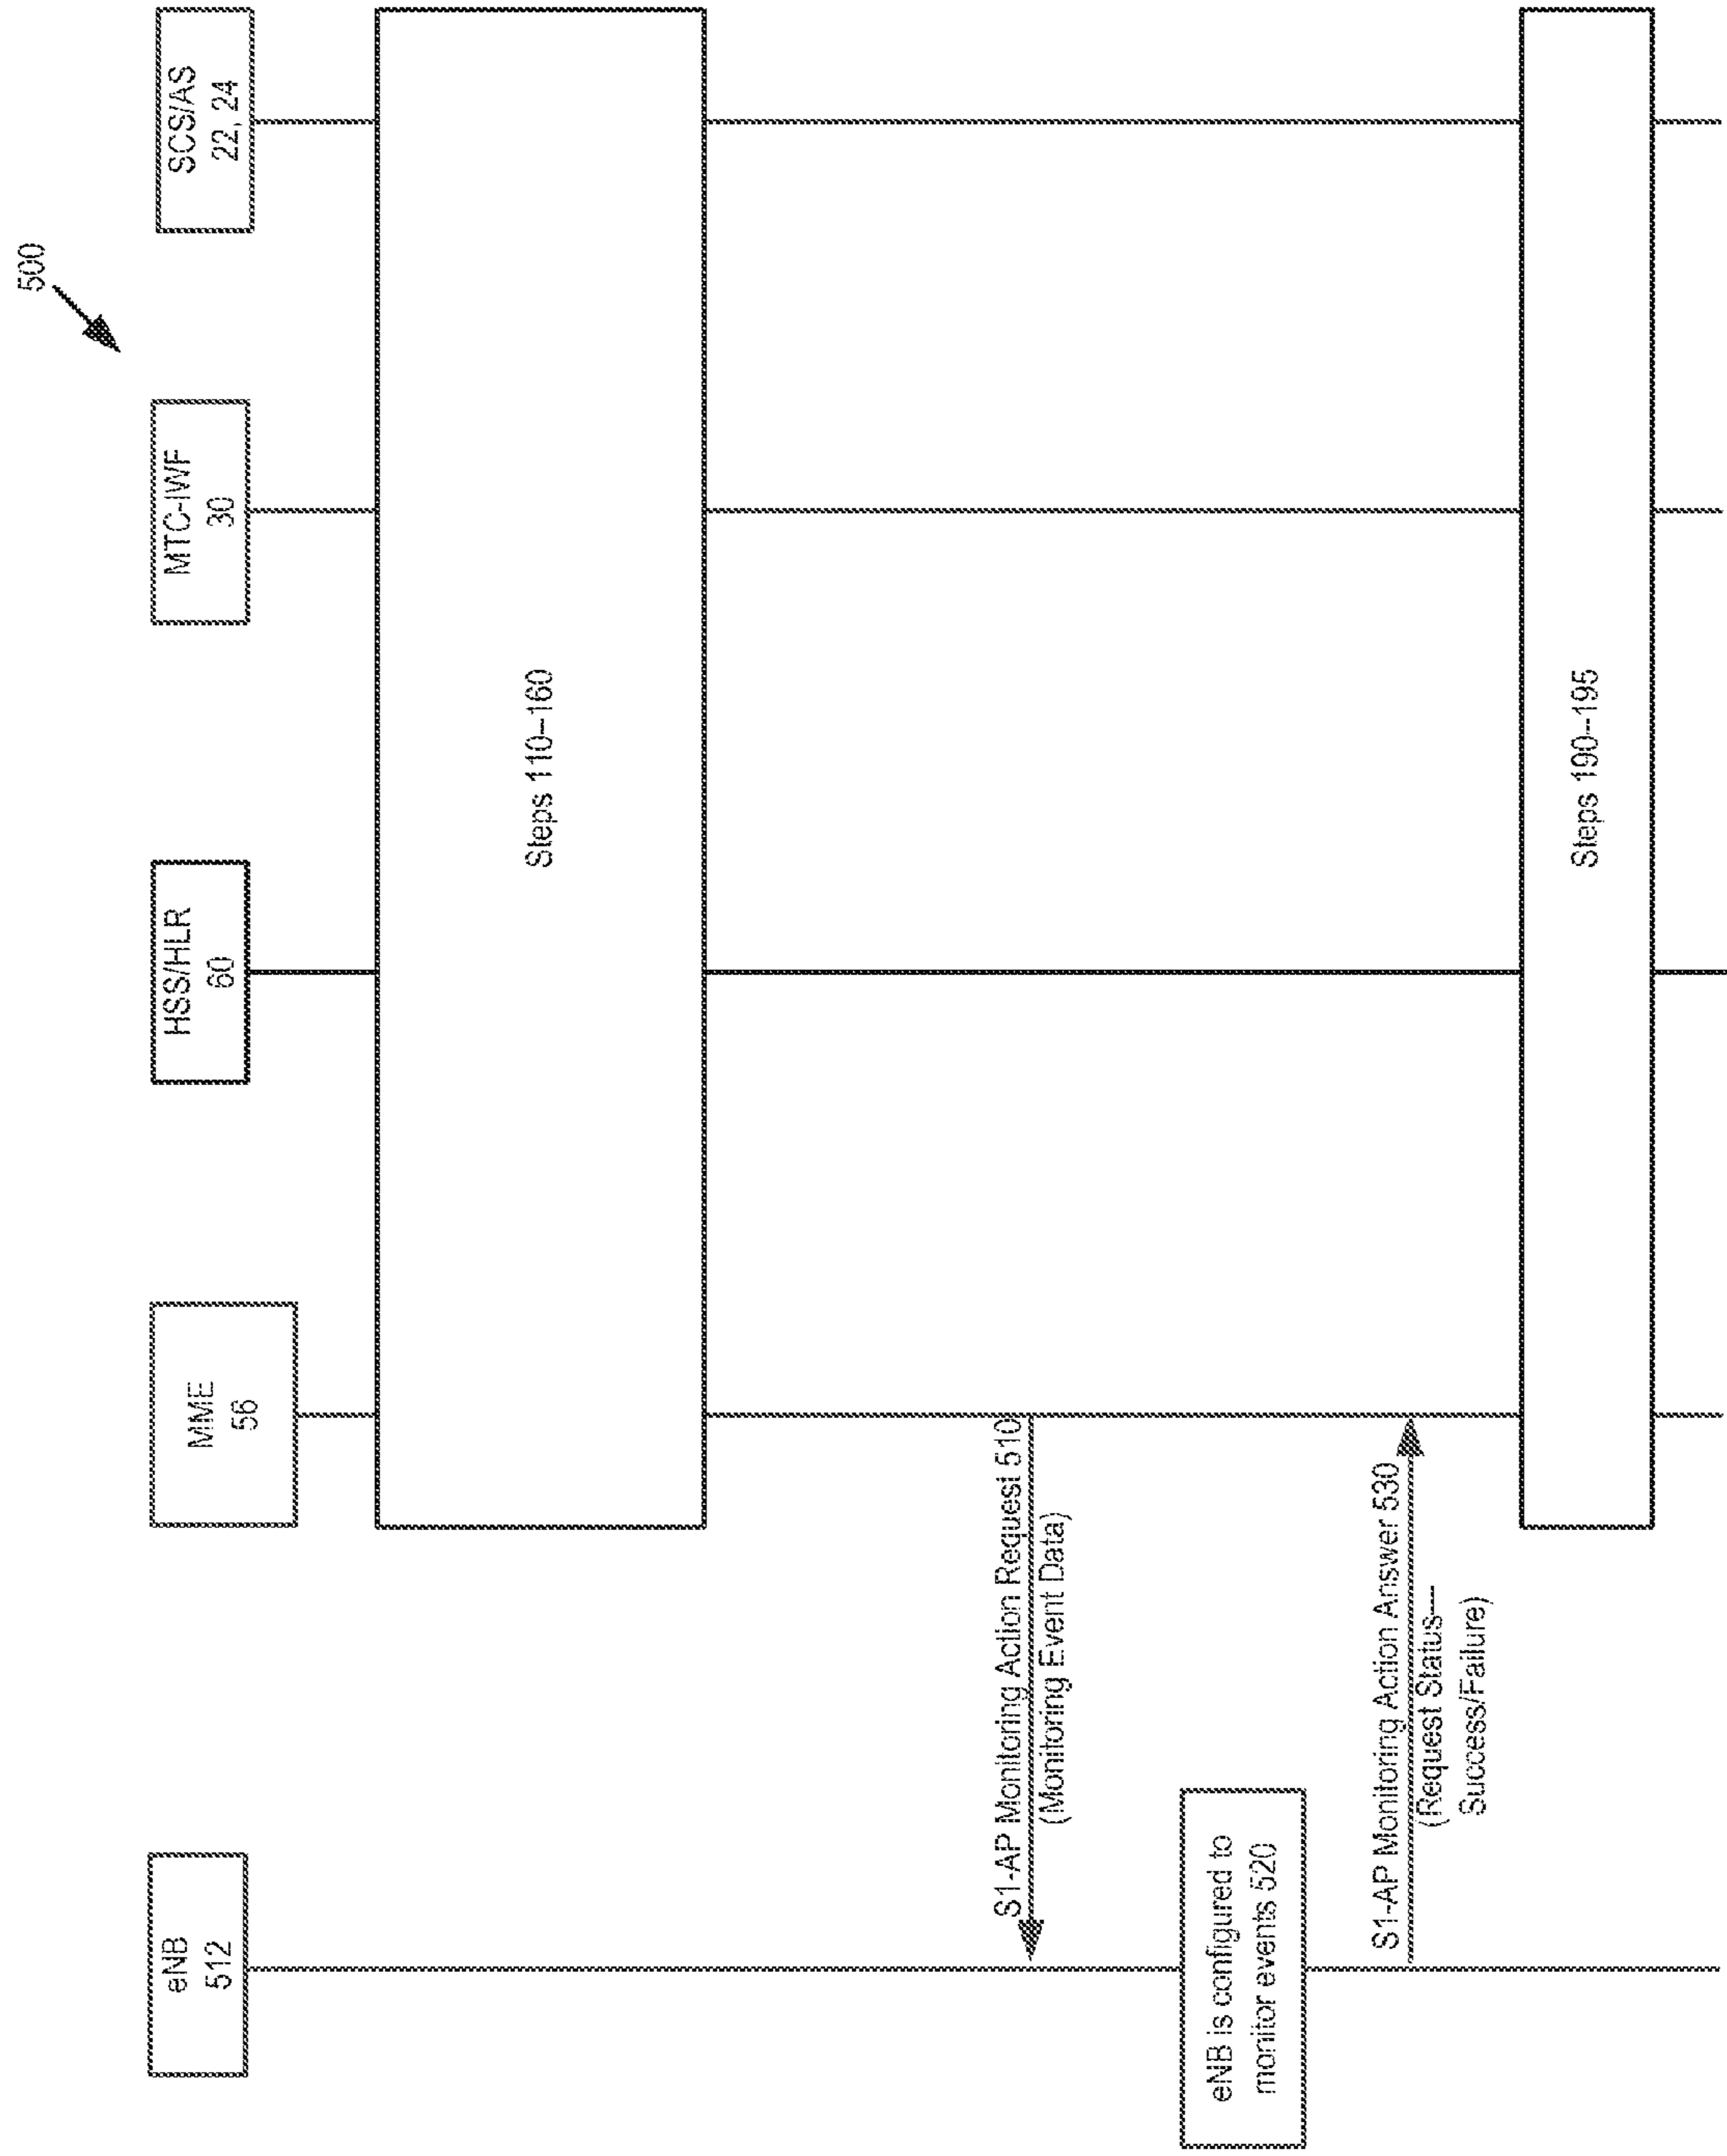 500
eNB
512
MME
56
HSS/HLR
60
MTC-IWF
30
SCS/AS
22, 24
Steps 110–160
S1-AP Monitoring Action Request 510
(Monitoring Event Data)
eNB is configured to
monitor events 520
S1-AP Monitoring Action Answer 530
(Request Status—
Success/Failure)
Steps 190–195